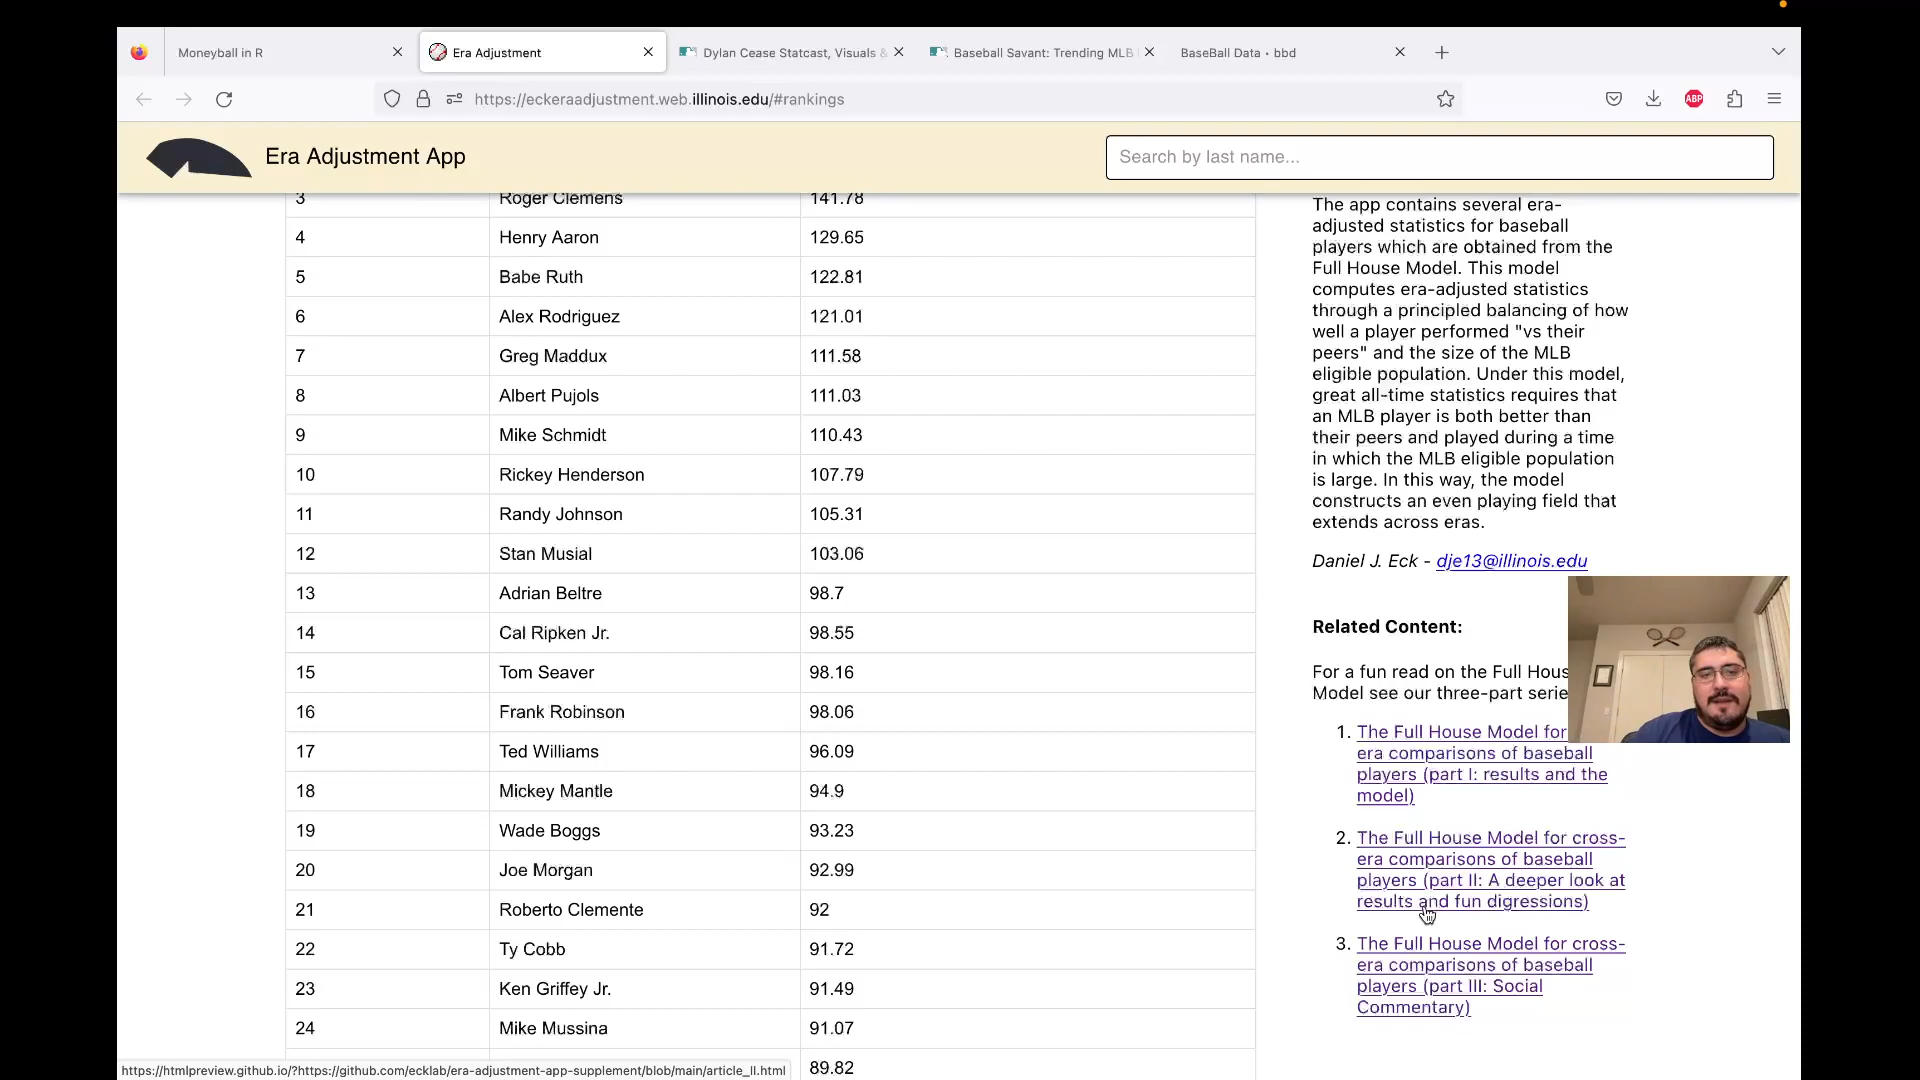 Moneyball in R
Era Adjustment
Dylan Cease Statcast, Visuals &
Baseball Savant: Trending MLB
BaseBall Data • bbd
https://eckeraadjustment.web.illinois.edu/#rankings
ABP
Era Adjustment App
Search by last name...
3 Roger Clemens 141.78
4 Henry Aaron 129.65
5 Babe Ruth 122.81
6 Alex Rodriguez 121.01
7 Greg Maddux 111.58
8 Albert Pujols 111.03
9 Mike Schmidt 110.43
10 Rickey Henderson 107.79
11 Randy Johnson 105.31
12 Stan Musial 103.06
13 Adrian Beltre 98.7
14 Cal Ripken Jr. 98.55
15 Tom Seaver 98.16
16 Frank Robinson 98.06
17 Ted Williams 96.09
18 Mickey Mantle 94.9
19 Wade Boggs 93.23
20 Joe Morgan 92.99
21 Roberto Clemente 92
22 Ty Cobb 91.72
23 Ken Griffey Jr. 91.49
24 Mike Mussina 91.07
89.82
The app contains several era-
adjusted statistics for baseball
players which are obtained from the
Full House Model. This model
computes era-adjusted statistics
through a principled balancing of how
well a player performed "vs their
peers" and the size of the MLB
eligible population. Under this model,
great all-time statistics requires that
an MLB player is both better than
their peers and played during a time
in which the MLB eligible population
is large. In this way, the model
constructs an even playing field that
extends across eras.
Daniel J. Eck - dje13@illinois.edu
Related Content:
For a fun read on the Full Hous
Model see our three-part serie
1. The Full House Model for
era comparisons of baseball
players (part I: results and the
model)
2. The Full House Model for cross-
era comparisons of baseball
players (part II: A deeper look at
results and fun digressions)
3. The Full House Model for cross-
era comparisons of baseball
players (part III: Social
Commentary)
https://htmlpreview.github.io/?https://github.com/ecklab/era-adjustment-app-supplement/blob/main/article_II.html